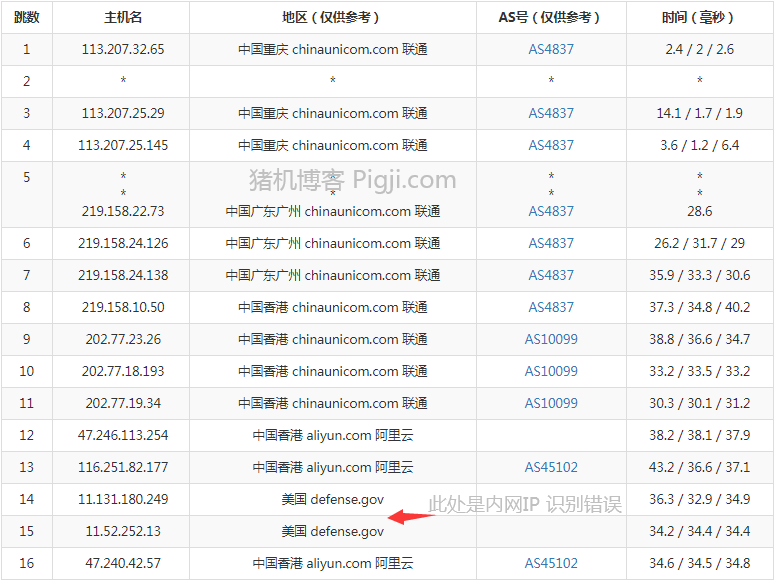 跳数 主机名 地区（仅供参考） AS号（仅供参考） 时间（毫秒）
1 113.207.32.65 中国重庆 chinaunicom.com 联通 AS4837 2.4 / 2 / 2.6
2 * * * *
3 113.207.25.29 中国重庆 chinaunicom.com 联通 AS4837 14.1 / 1.7 / 1.9
4 113.207.25.145 中国重庆 chinaunicom.com 联通 AS4837 3.6 / 1.2 / 6.4
5 * * * *
猪机博客 Pigji.com
* * * *
219.158.22.73 中国广东广州 chinaunicom.com 联通 AS4837 28.6
6 219.158.24.126 中国广东广州 chinaunicom.com 联通 AS4837 26.2 / 31.7 / 29
7 219.158.24.138 中国广东广州 chinaunicom.com 联通 AS4837 35.9 / 33.3 / 30.6
8 219.158.10.50 中国香港 chinaunicom.com 联通 AS4837 37.3 / 34.8 / 40.2
9 202.77.23.26 中国香港 chinaunicom.com 联通 AS10099 38.8 / 36.6 / 34.7
10 202.77.18.193 中国香港 chinaunicom.com 联通 AS10099 33.2 / 33.5 / 33.2
11 202.77.19.34 中国香港 chinaunicom.com 联通 AS10099 30.3 / 30.1 / 31.2
12 47.246.113.254 中国香港 aliyun.com 阿里云 38.2 / 38.1 / 37.9
13 116.251.82.177 中国香港 aliyun.com 阿里云 AS45102 43.2 / 36.6 / 37.1
14 11.131.180.249 美国 defense.gov 36.3 / 32.9 / 34.9
此处是内网IP 识别错误
15 11.52.252.13 美国 defense.gov 34.2 / 34.4 / 34.4
16 47.240.42.57 中国香港 aliyun.com 阿里云 AS45102 34.6 / 34.5 / 34.8